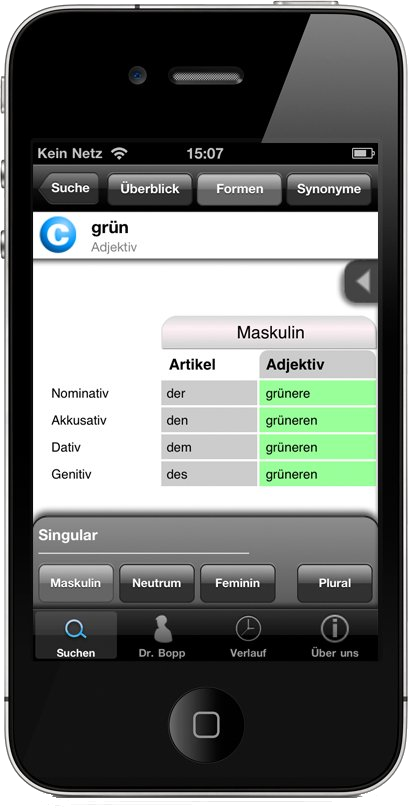 Kein Netz 15:07
Suche Überblick Formen Synonyme
C grün
Adjektiv
Maskulin
Artikel Adjektiv
Nominativ der grünere
Akkusativ den grüneren
Dativ dem grüneren
Genitiv des grüneren
Singular
Maskulin Neutrum Feminin Plural
Suchen Dr. Bopp Verlauf Über uns